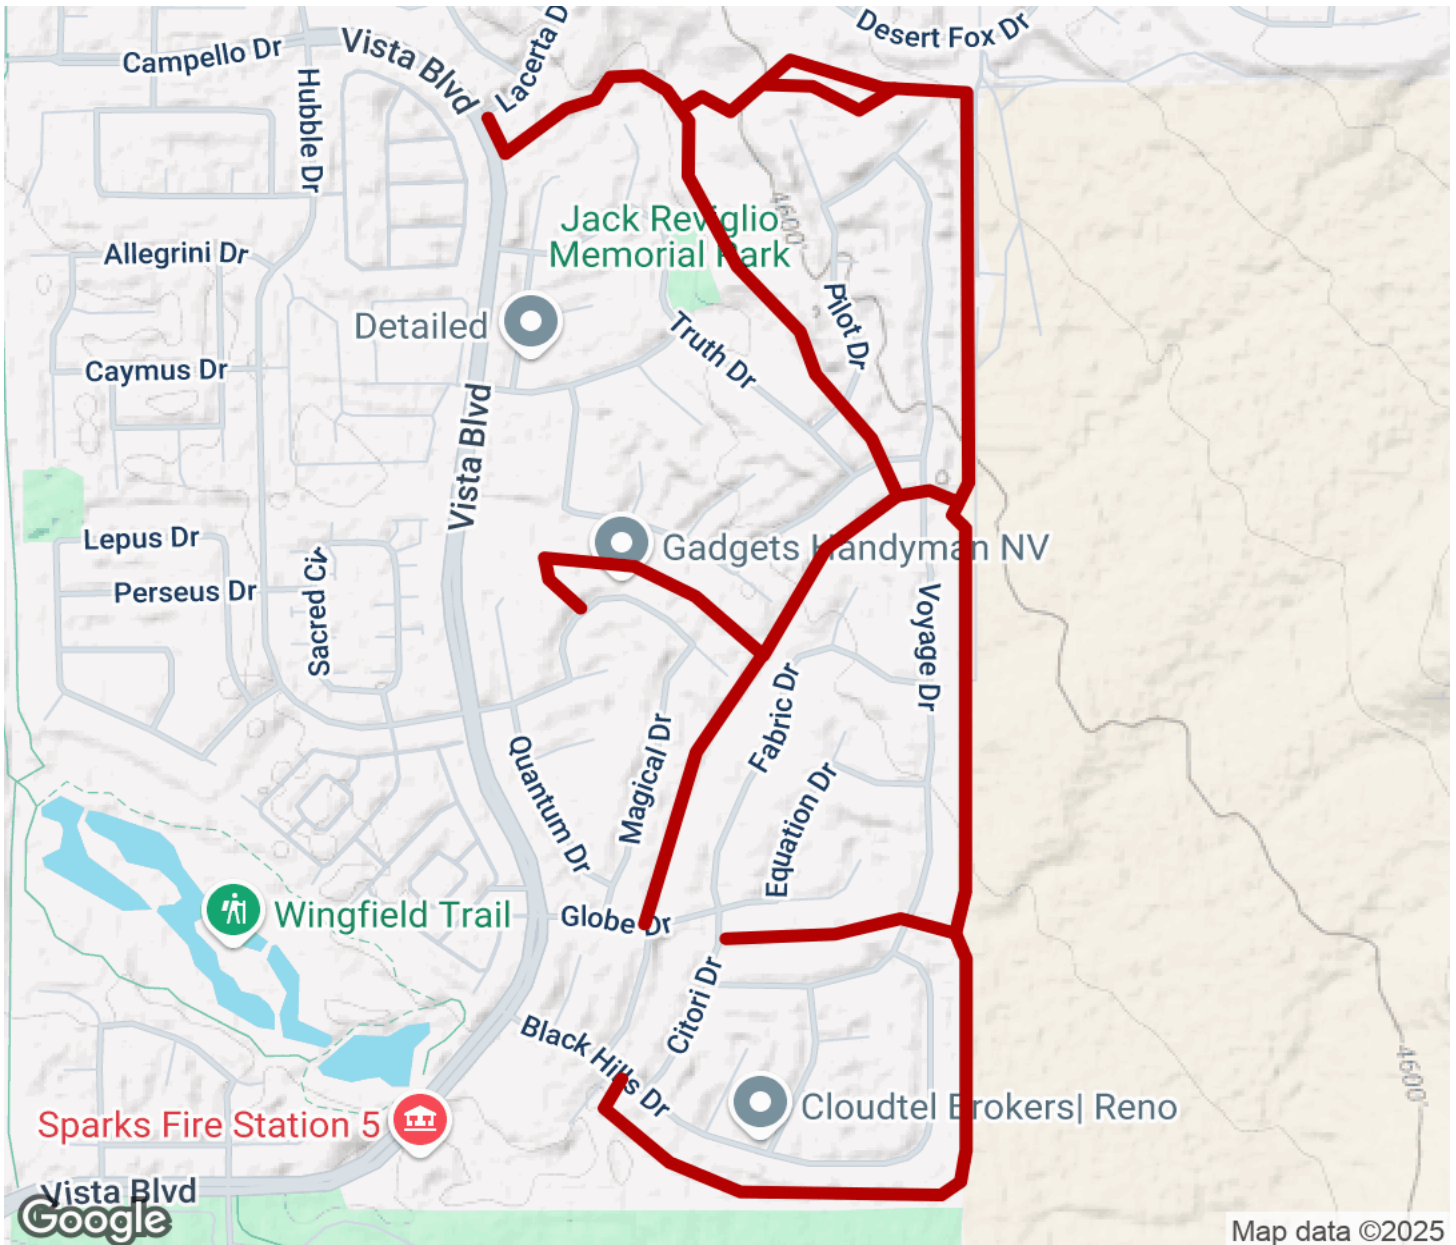 Desert Fox Dr
Lacerta D
Campello Dr
Vista Blvd
Hubble Dr
Jack Reviglio
Memorial Park
4600'
Allegrini Dr
Pilot Dr
Detailed
Truth Dr
Caymus Dr
Vista Blvd
Lepus Dr
Gadgets Handyman NV
Sacred Cir
Perseus Dr
Voyage Dr
Fabric Dr
Magical Dr
Quantum Dr
Equation Dr
Wingfield Trail
Globe Dr
Citori Dr
Black Hills Dr
4600'
Cloudtel Brokers| Reno
Sparks Fire Station 5
Vista Blvd
Google
Map data ©2025